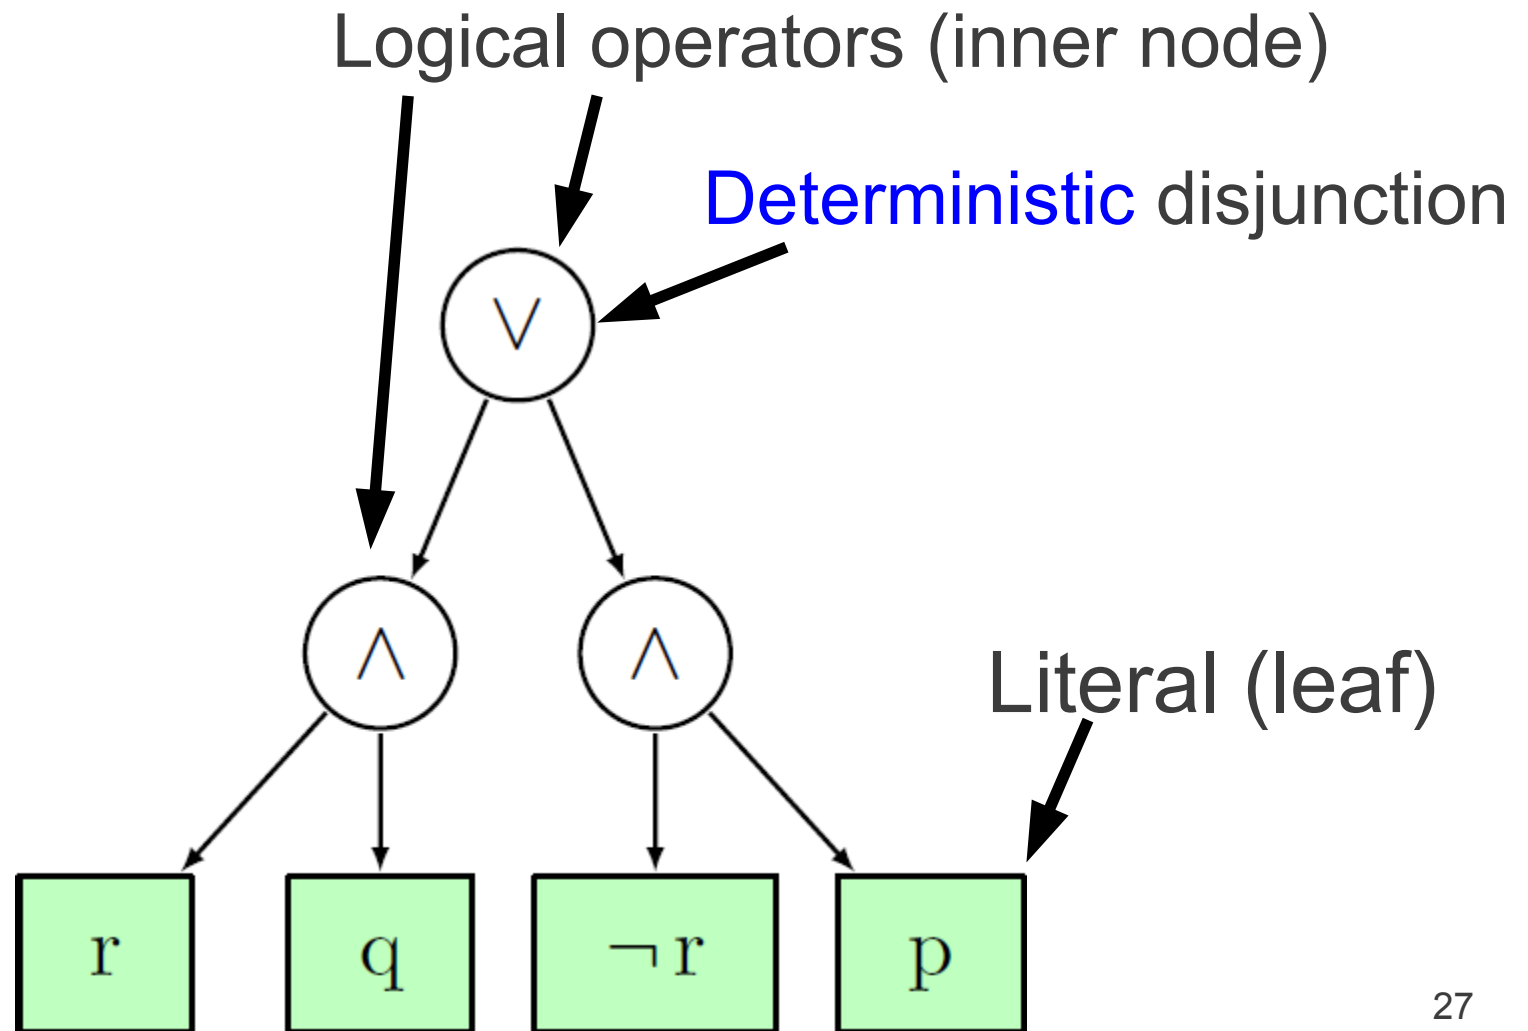 Logical operators (inner node)
Deterministic disjunction
∨
∧ ∧
Literal (leaf)
r q ¬ r p
27